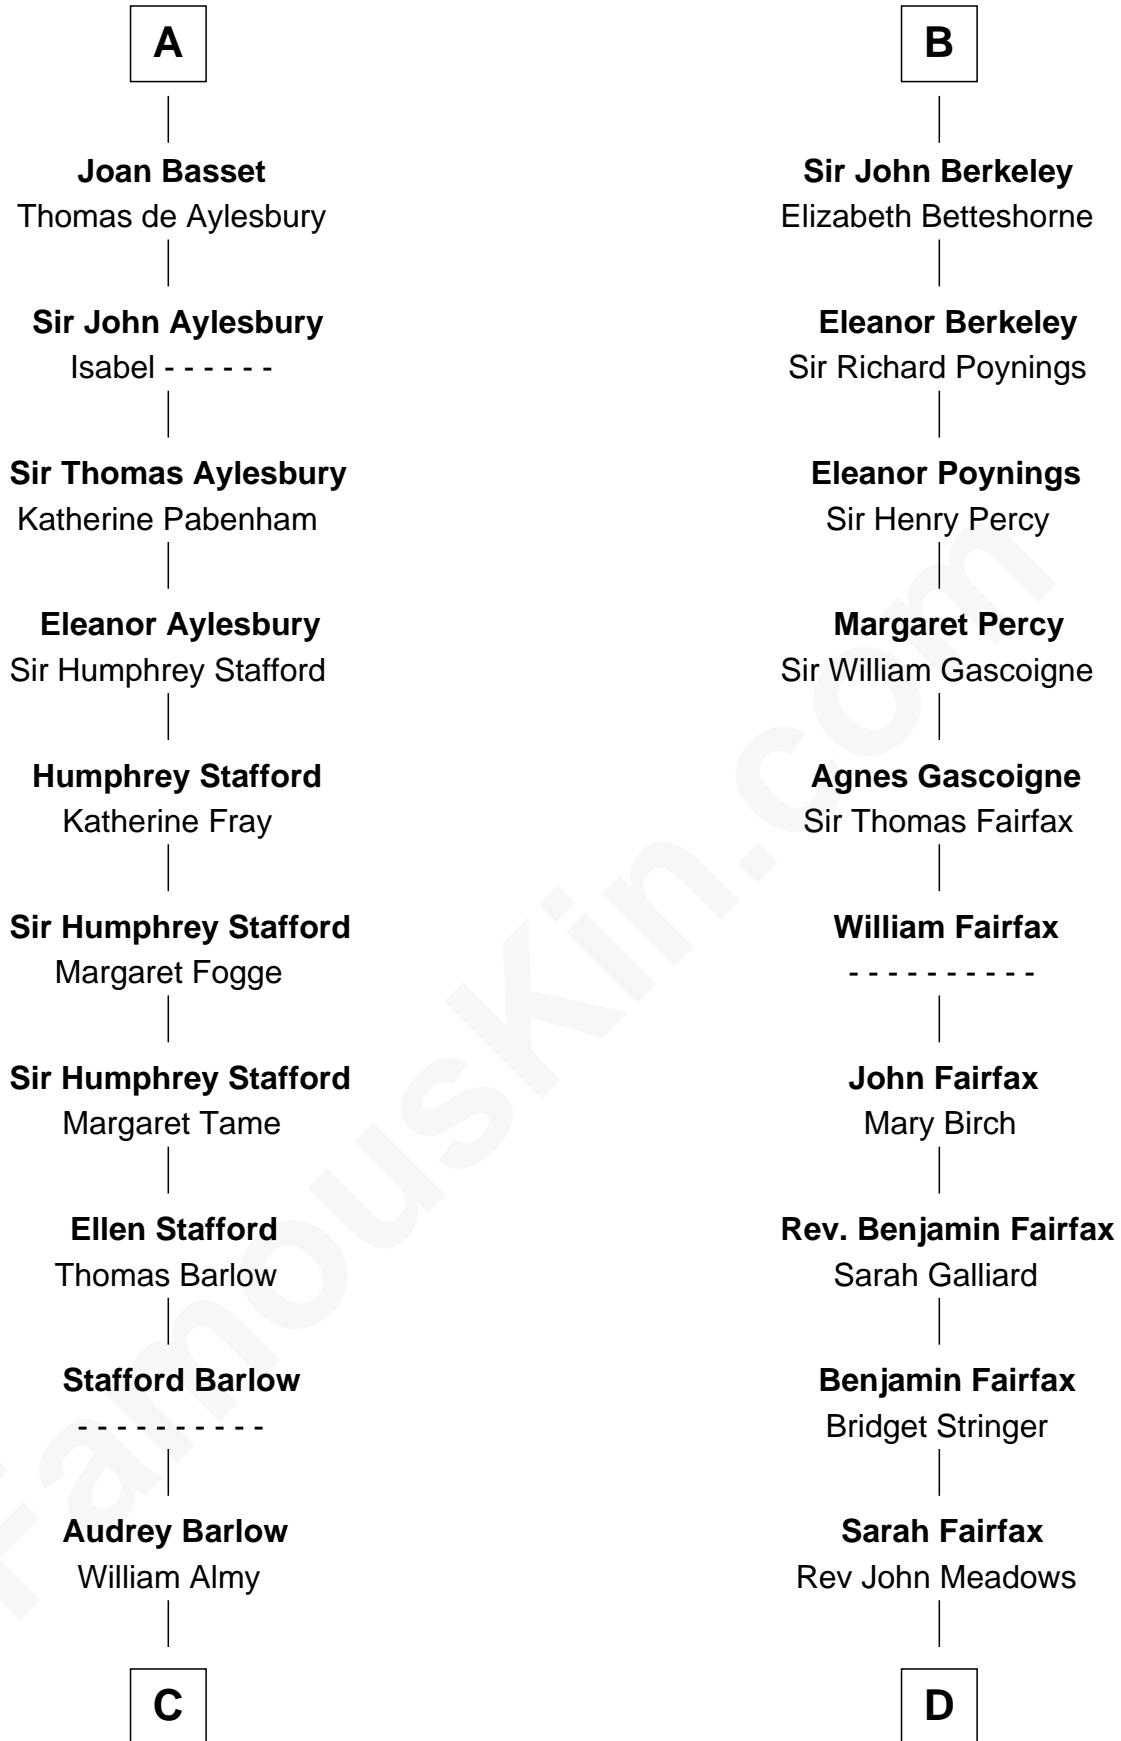 A
Joan Basset
Thomas de Aylesbury
Sir John Aylesbury
Isabel - - - - - -
Sir Thomas Aylesbury
Katherine Pabenham
Eleanor Aylesbury
Sir Humphrey Stafford
Humphrey Stafford
Katherine Fray
Sir Humphrey Stafford
Margaret Fogge
Sir Humphrey Stafford
Margaret Tame
Ellen Stafford
Thomas Barlow
Stafford Barlow
- - - - - - - - - -
Audrey Barlow
William Almy
C
B
Sir John Berkeley
Elizabeth Betteshorne
Eleanor Berkeley
Sir Richard Poynings
Eleanor Poynings
Sir Henry Percy
Margaret Percy
Sir William Gascoigne
Agnes Gascoigne
Sir Thomas Fairfax
William Fairfax
- - - - - - - - - -
John Fairfax
Mary Birch
Rev. Benjamin Fairfax
Sarah Galliard
Benjamin Fairfax
Bridget Stringer
Sarah Fairfax
Rev John Meadows
D
FamousKin.com